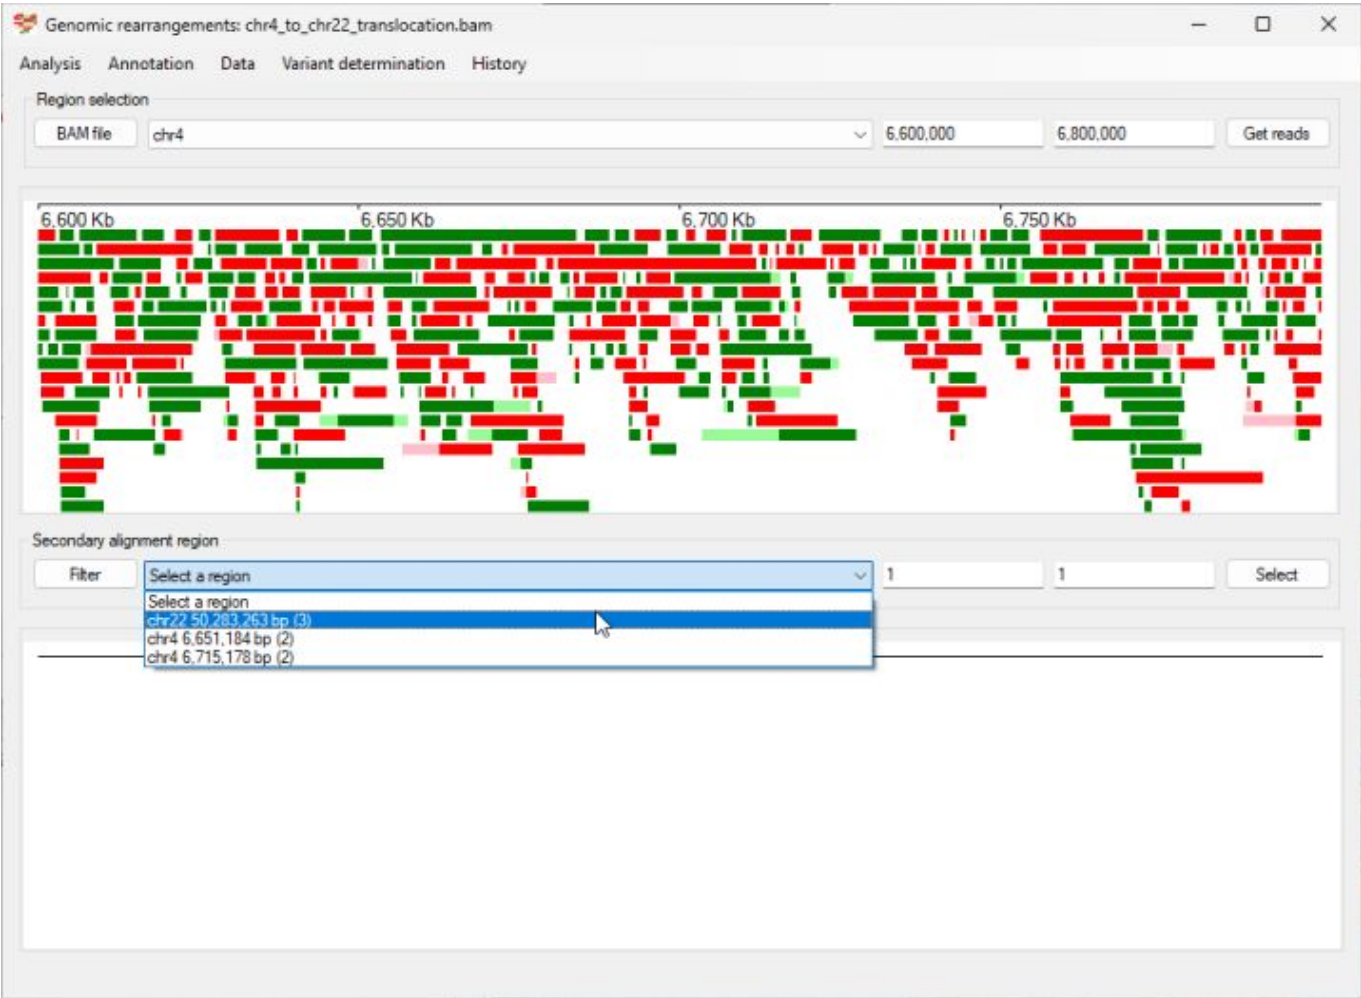 Genomic rearrangements: chr4_to_chr22_translocation.bam
Analysis Annotation Data Variant determination History
Region selection
BAM file chr4 6,600,000 6,800,000 Get reads
6,600 Kb 6,650 Kb 6,700 Kb 6,750 Kb
Secondary alignment region
Filter Select a region 1 1 Select
Select a region
chr22 50,283,263 bp (3)
chr4 6,651,184 bp (2)
chr4 6,715,178 bp (2)